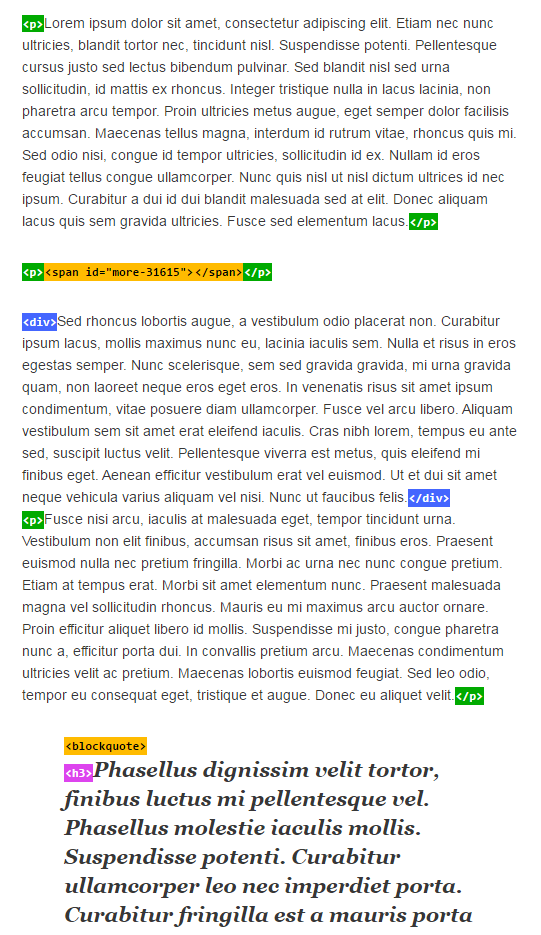 <p>Lorem ipsum dolor sit amet, consectetur adipiscing elit. Etiam nec nunc
ultricies, blandit tortor nec, tincidunt nisl. Suspendisse potenti. Pellentesque
cursus justo sed lectus bibendum pulvinar. Sed blandit nisl sed urna
sollicitudin, id mattis ex rhoncus. Integer tristique nulla in lacus lacinia, non
pharetra arcu tempor. Proin ultricies metus augue, eget semper dolor facilisis
accumsan. Maecenas tellus magna, interdum id rutrum vitae, rhoncus quis mi.
Sed odio nisi, congue id tempor ultricies, sollicitudin id ex. Nullam id eros
feugiat tellus congue ullamcorper. Nunc quis nisl ut nisl dictum ultrices id nec
ipsum. Curabitur a dui id dui blandit malesuada sed at elit. Donec aliquam
lacus quis sem gravida ultricies. Fusce sed elementum lacus.</p>
<p><span id="more-31615"></span></p>
<div>Sed rhoncus lobortis augue, a vestibulum odio placerat non. Curabitur
ipsum lacus, mollis maximus nunc eu, lacinia iaculis sem. Nulla et risus in eros
egestas semper. Nunc scelerisque, sem sed gravida gravida, mi urna gravida
quam, non laoreet neque eros eget eros. In venenatis risus sit amet ipsum
condimentum, vitae posuere diam ullamcorper. Fusce vel arcu libero. Aliquam
vestibulum sem sit amet erat eleifend iaculis. Cras nibh lorem, tempus eu ante
sed, suscipit luctus velit. Pellentesque viverra est metus, quis eleifend mi
finibus eget. Aenean efficitur vestibulum erat vel euismod. Ut et dui sit amet
neque vehicula varius aliquam vel nisi. Nunc ut faucibus felis.</div>
<p>Fusce nisi arcu, iaculis at malesuada eget, tempor tincidunt urna.
Vestibulum non elit finibus, accumsan risus sit amet, finibus eros. Praesent
euismod nulla nec pretium fringilla. Morbi ac urna nec nunc congue pretium.
Etiam at tempus erat. Morbi sit amet elementum nunc. Praesent malesuada
magna vel sollicitudin rhoncus. Mauris eu mi maximus arcu auctor ornare.
Proin efficitur aliquet libero id mollis. Suspendisse mi justo, congue pharetra
nunc a, efficitur porta dui. In convallis pretium arcu. Maecenas condimentum
ultricies velit ac pretium. Maecenas lobortis euismod feugiat. Sed leo odio,
tempor eu consequat eget, tristique et augue. Donec eu aliquet velit.</p>
<blockquote>
<h3>Phasellus dignissim velit tortor,
finibus luctus mi pellentesque vel.
Phasellus molestie iaculis mollis.
Suspendisse potenti. Curabitur
ullamcorper leo nec imperdiet porta.
Curabitur fringilla est a mauris porta